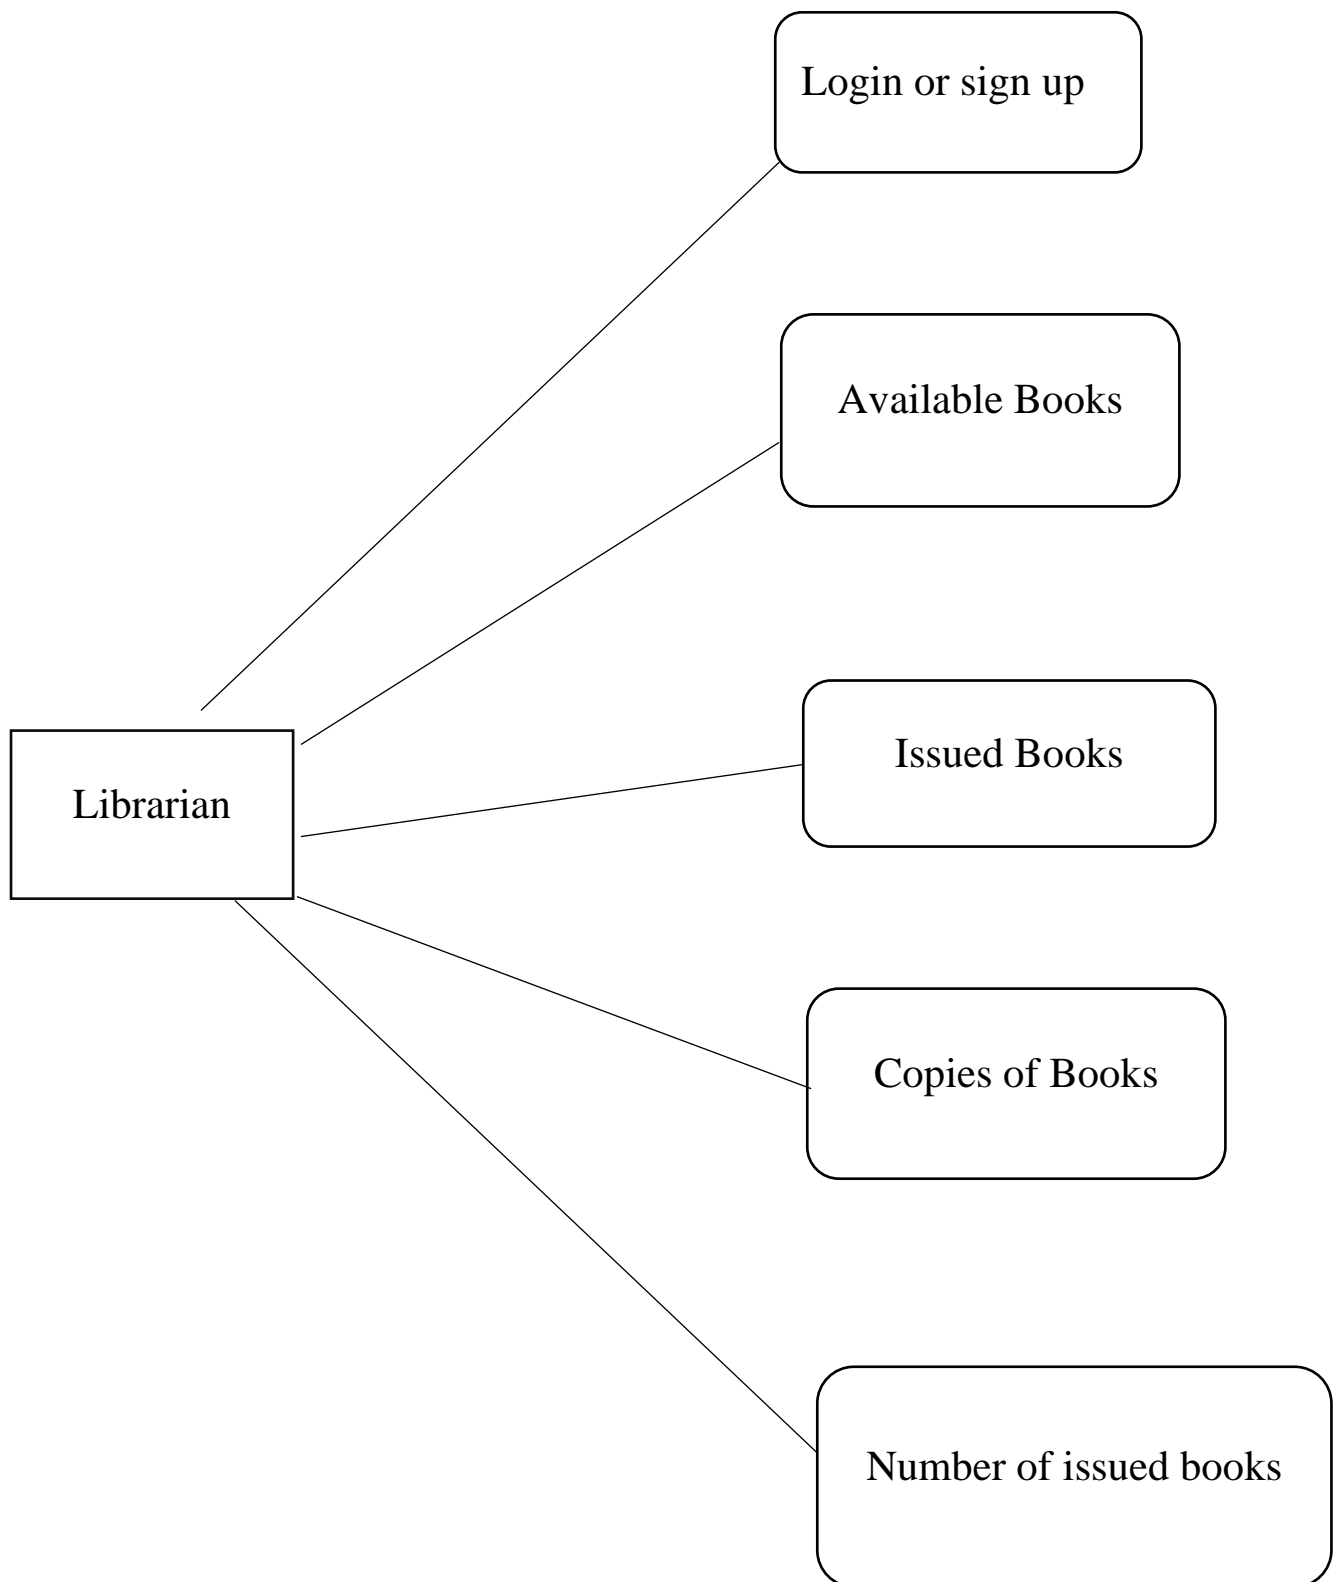 Login or sign up
Available Books
Issued Books
Librarian
Copies of Books
Number of issued books